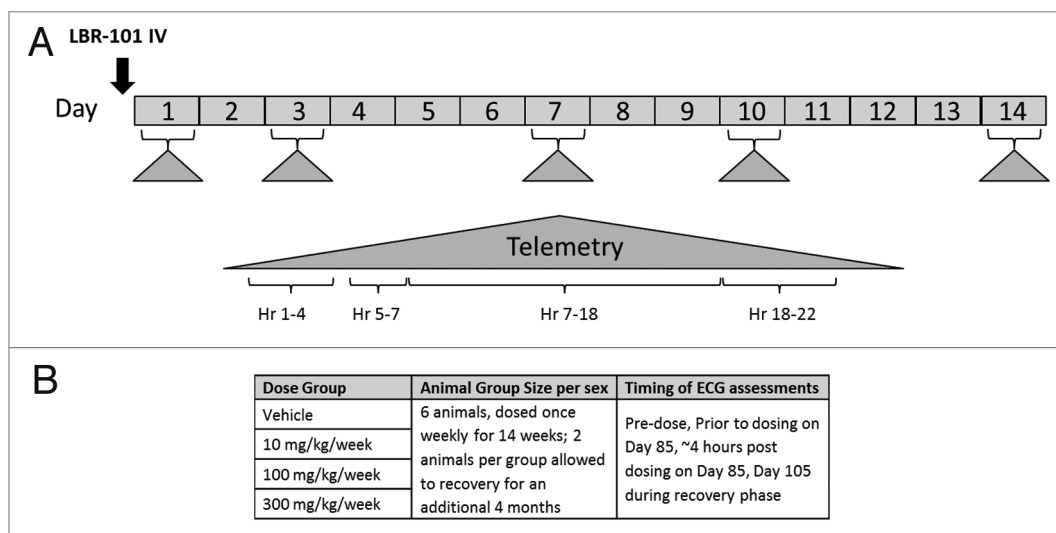 A
LBR-101 IV
Day 1 2 3 4 5 6 7 8 9 10 11 12 13 14
Telemetry
Hr 1-4 Hr 5-7 Hr 7-18 Hr 18-22
B
Dose Group
Vehicle
10 mg/kg/week
100 mg/kg/week
300 mg/kg/week
Animal Group Size per sex
6 animals, dosed once
weekly for 14 weeks; 2
animals per group allowed
to recovery for an
additional 4 months
Timing of ECG assessments
Pre-dose, Prior to dosing on
Day 85, ~4 hours post
dosing on Day 85, Day 105
during recovery phase